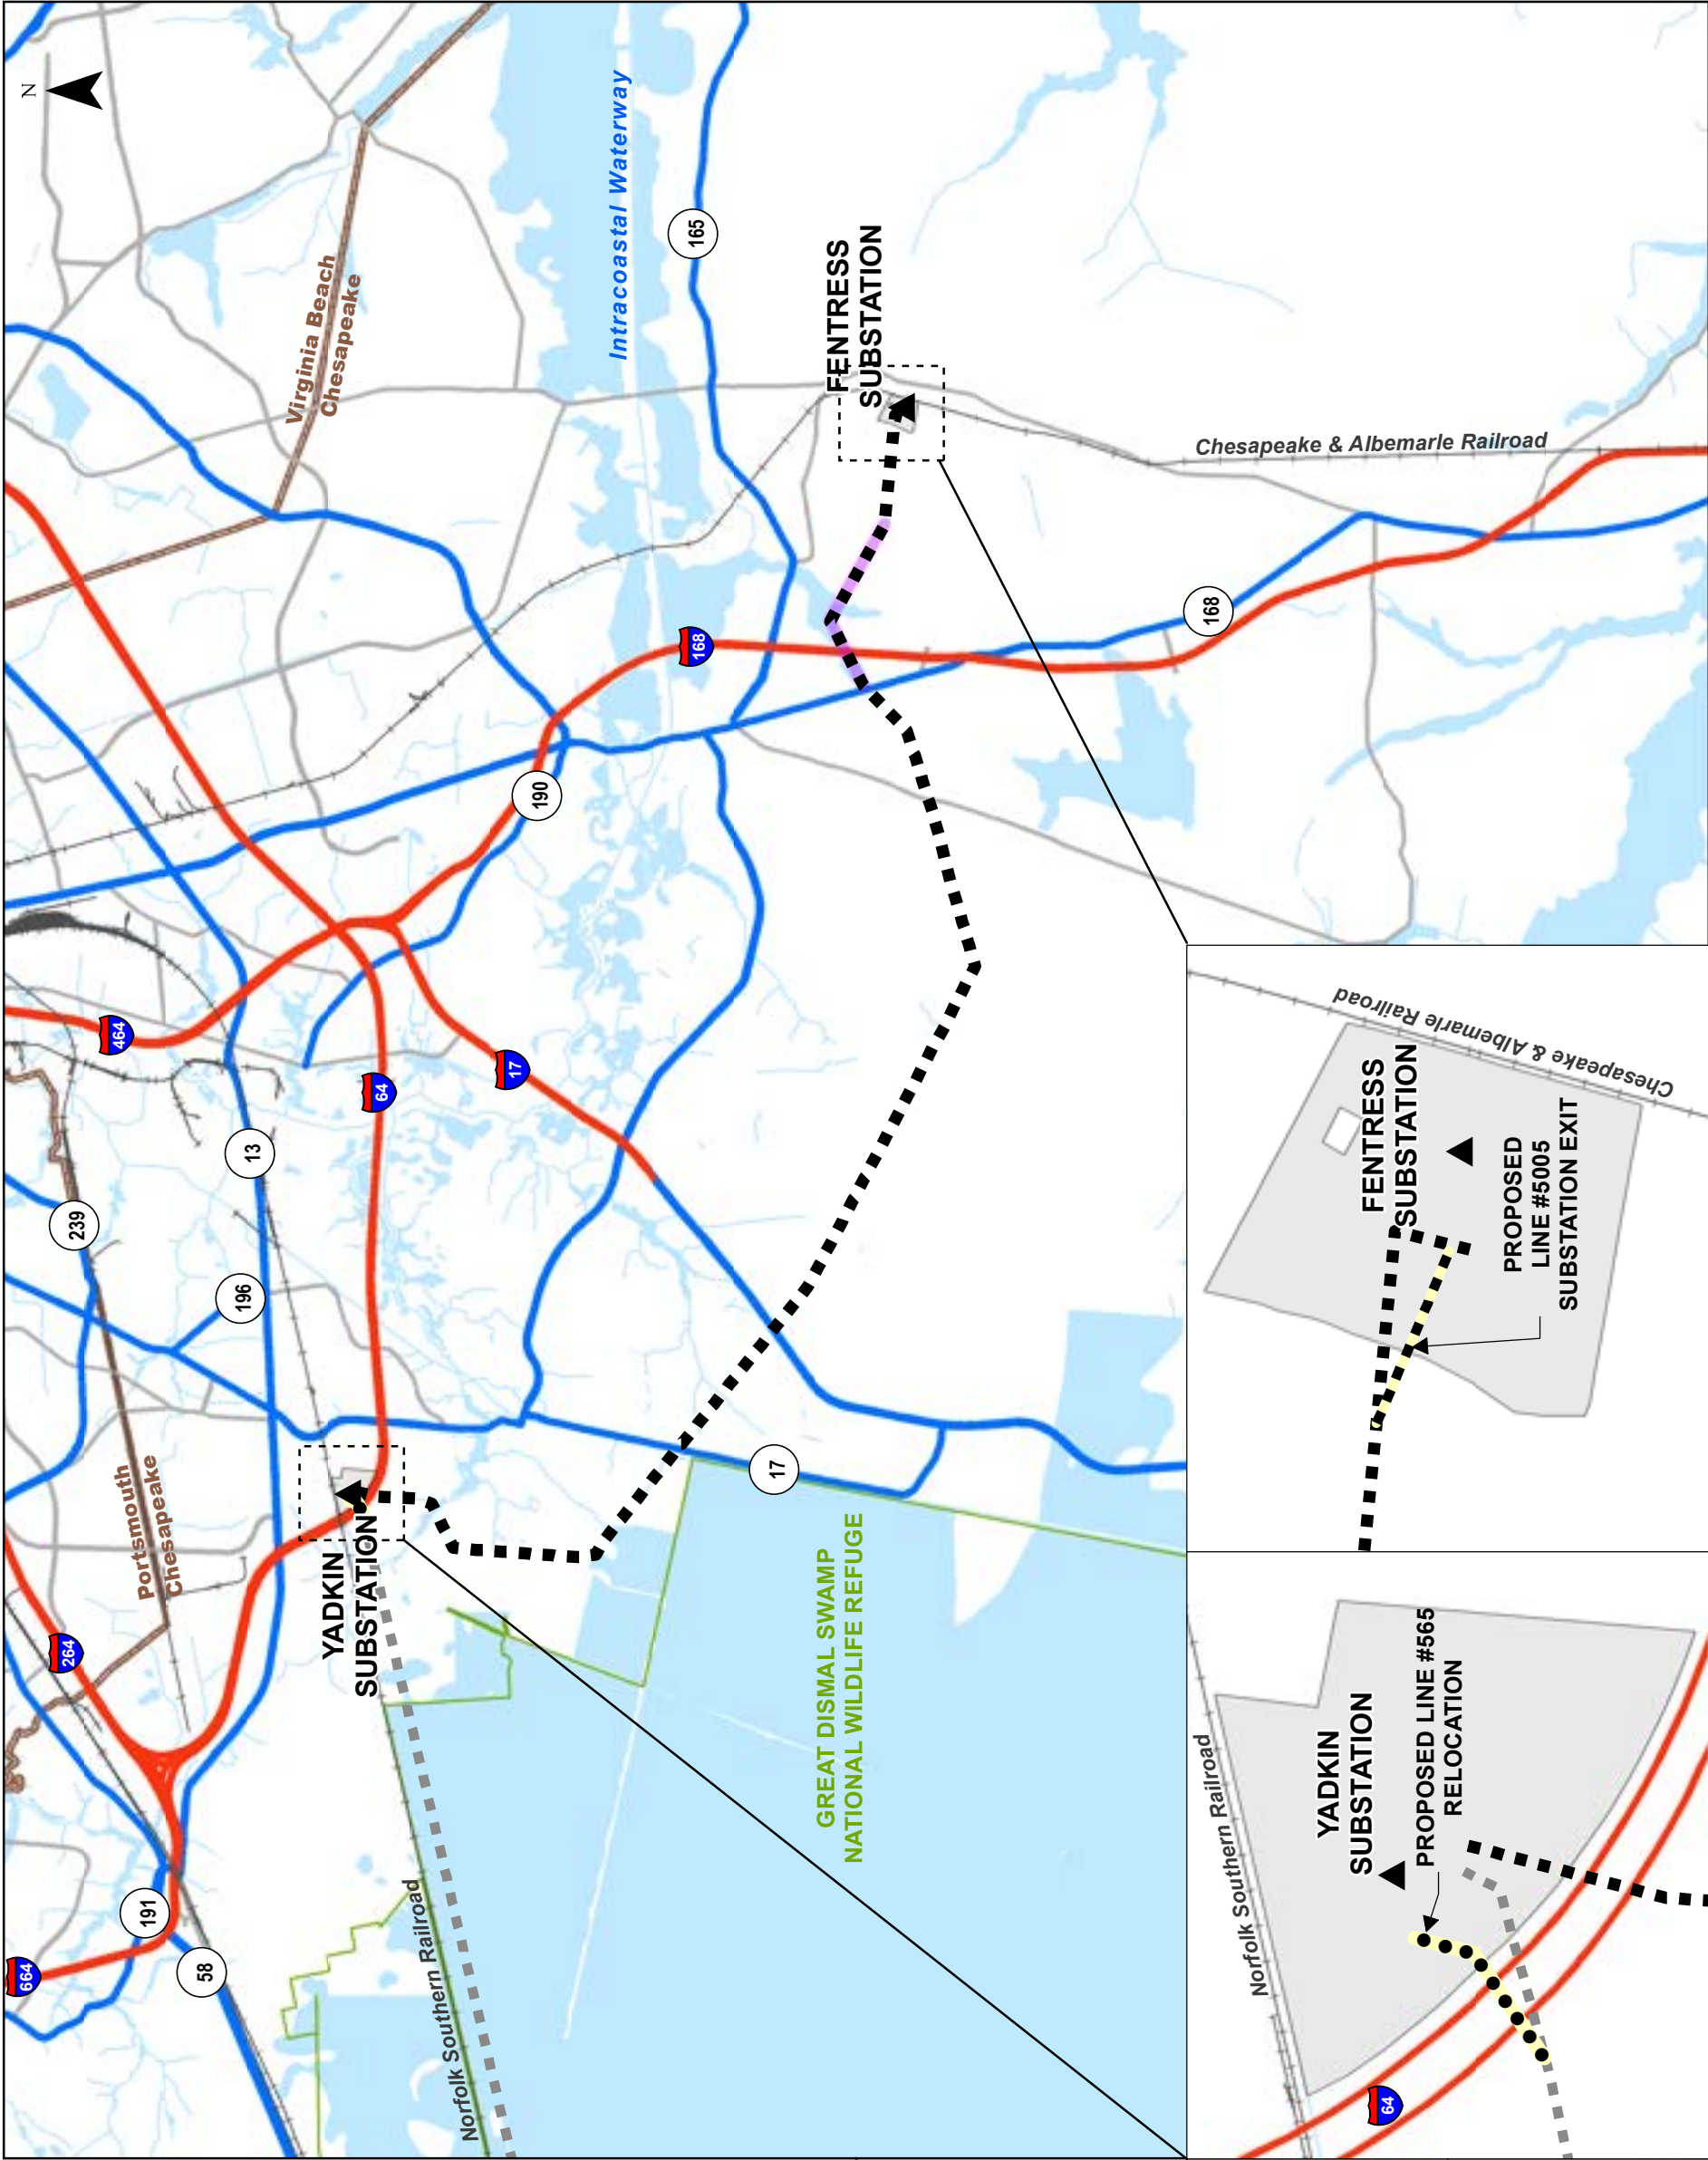 664
191
58
264
Portsmouth
Chesapeake
239
196
13
464
64
17
190
168
165
168
17
N
Virginia Beach
Chesapeake
Intracoastal Waterway
FENTRESS
SUBSTATION
Chesapeake & Albemarle Railroad
YADKIN
SUBSTATION
Norfolk Southern Railroad
GREAT DISMAL SWAMP
NATIONAL WILDLIFE REFUGE
Norfolk Southern Railroad
YADKIN
SUBSTATION
PROPOSED LINE #565
RELOCATION
64
Chesapeake & Albemarle Railroad
FENTRESS
SUBSTATION
PROPOSED
LINE #5005
SUBSTATION EXIT